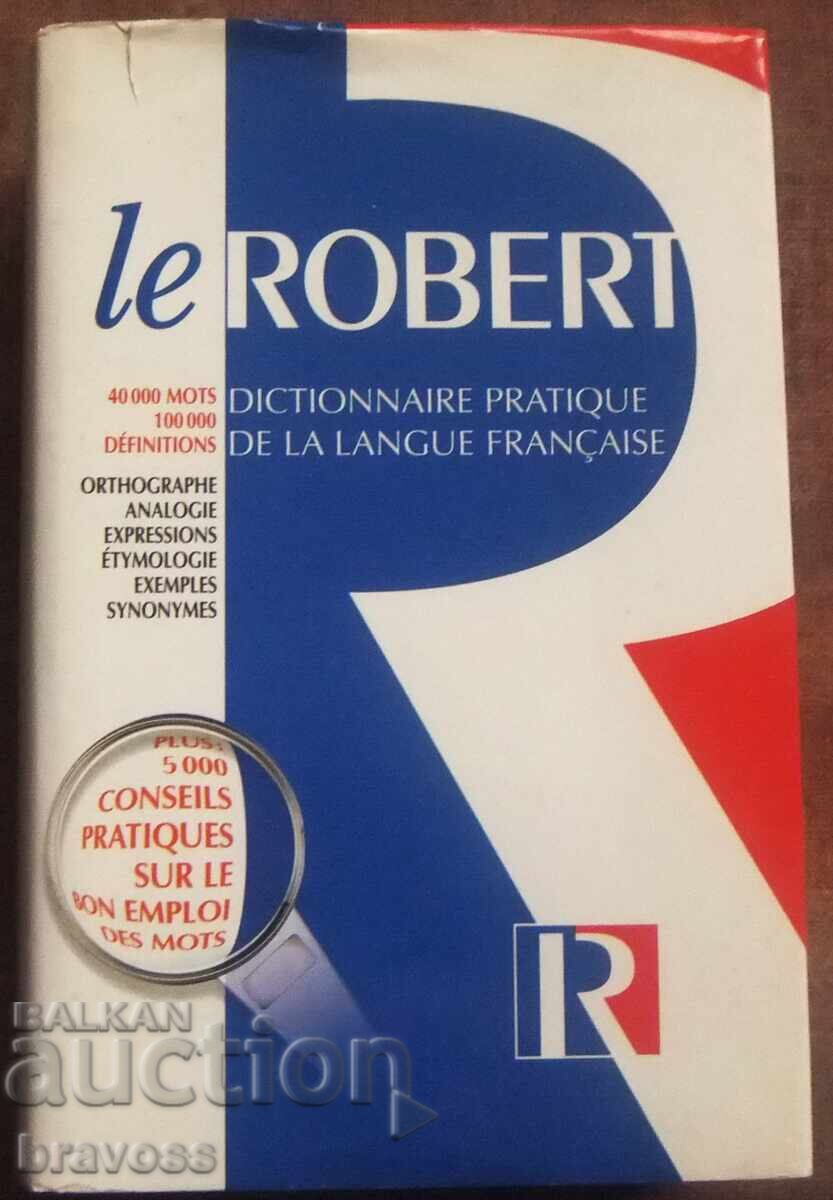 le ROBERT
40 000 MOTS
100 000
DÉFINITIONS
DICTIONNAIRE PRATIQUE
DE LA LANGUE FRANÇAISE
ORTHOGRAPHE
ANALOGIE
EXPRESSIONS
ÉTYMOLOGIE
EXEMPLES
SYNONYMES
PLUS:
5 000
CONSEILS
PRATIQUES
SUR LE
BON EMPLOI
DES MOTS
R
BALKAN
auction
bravoss